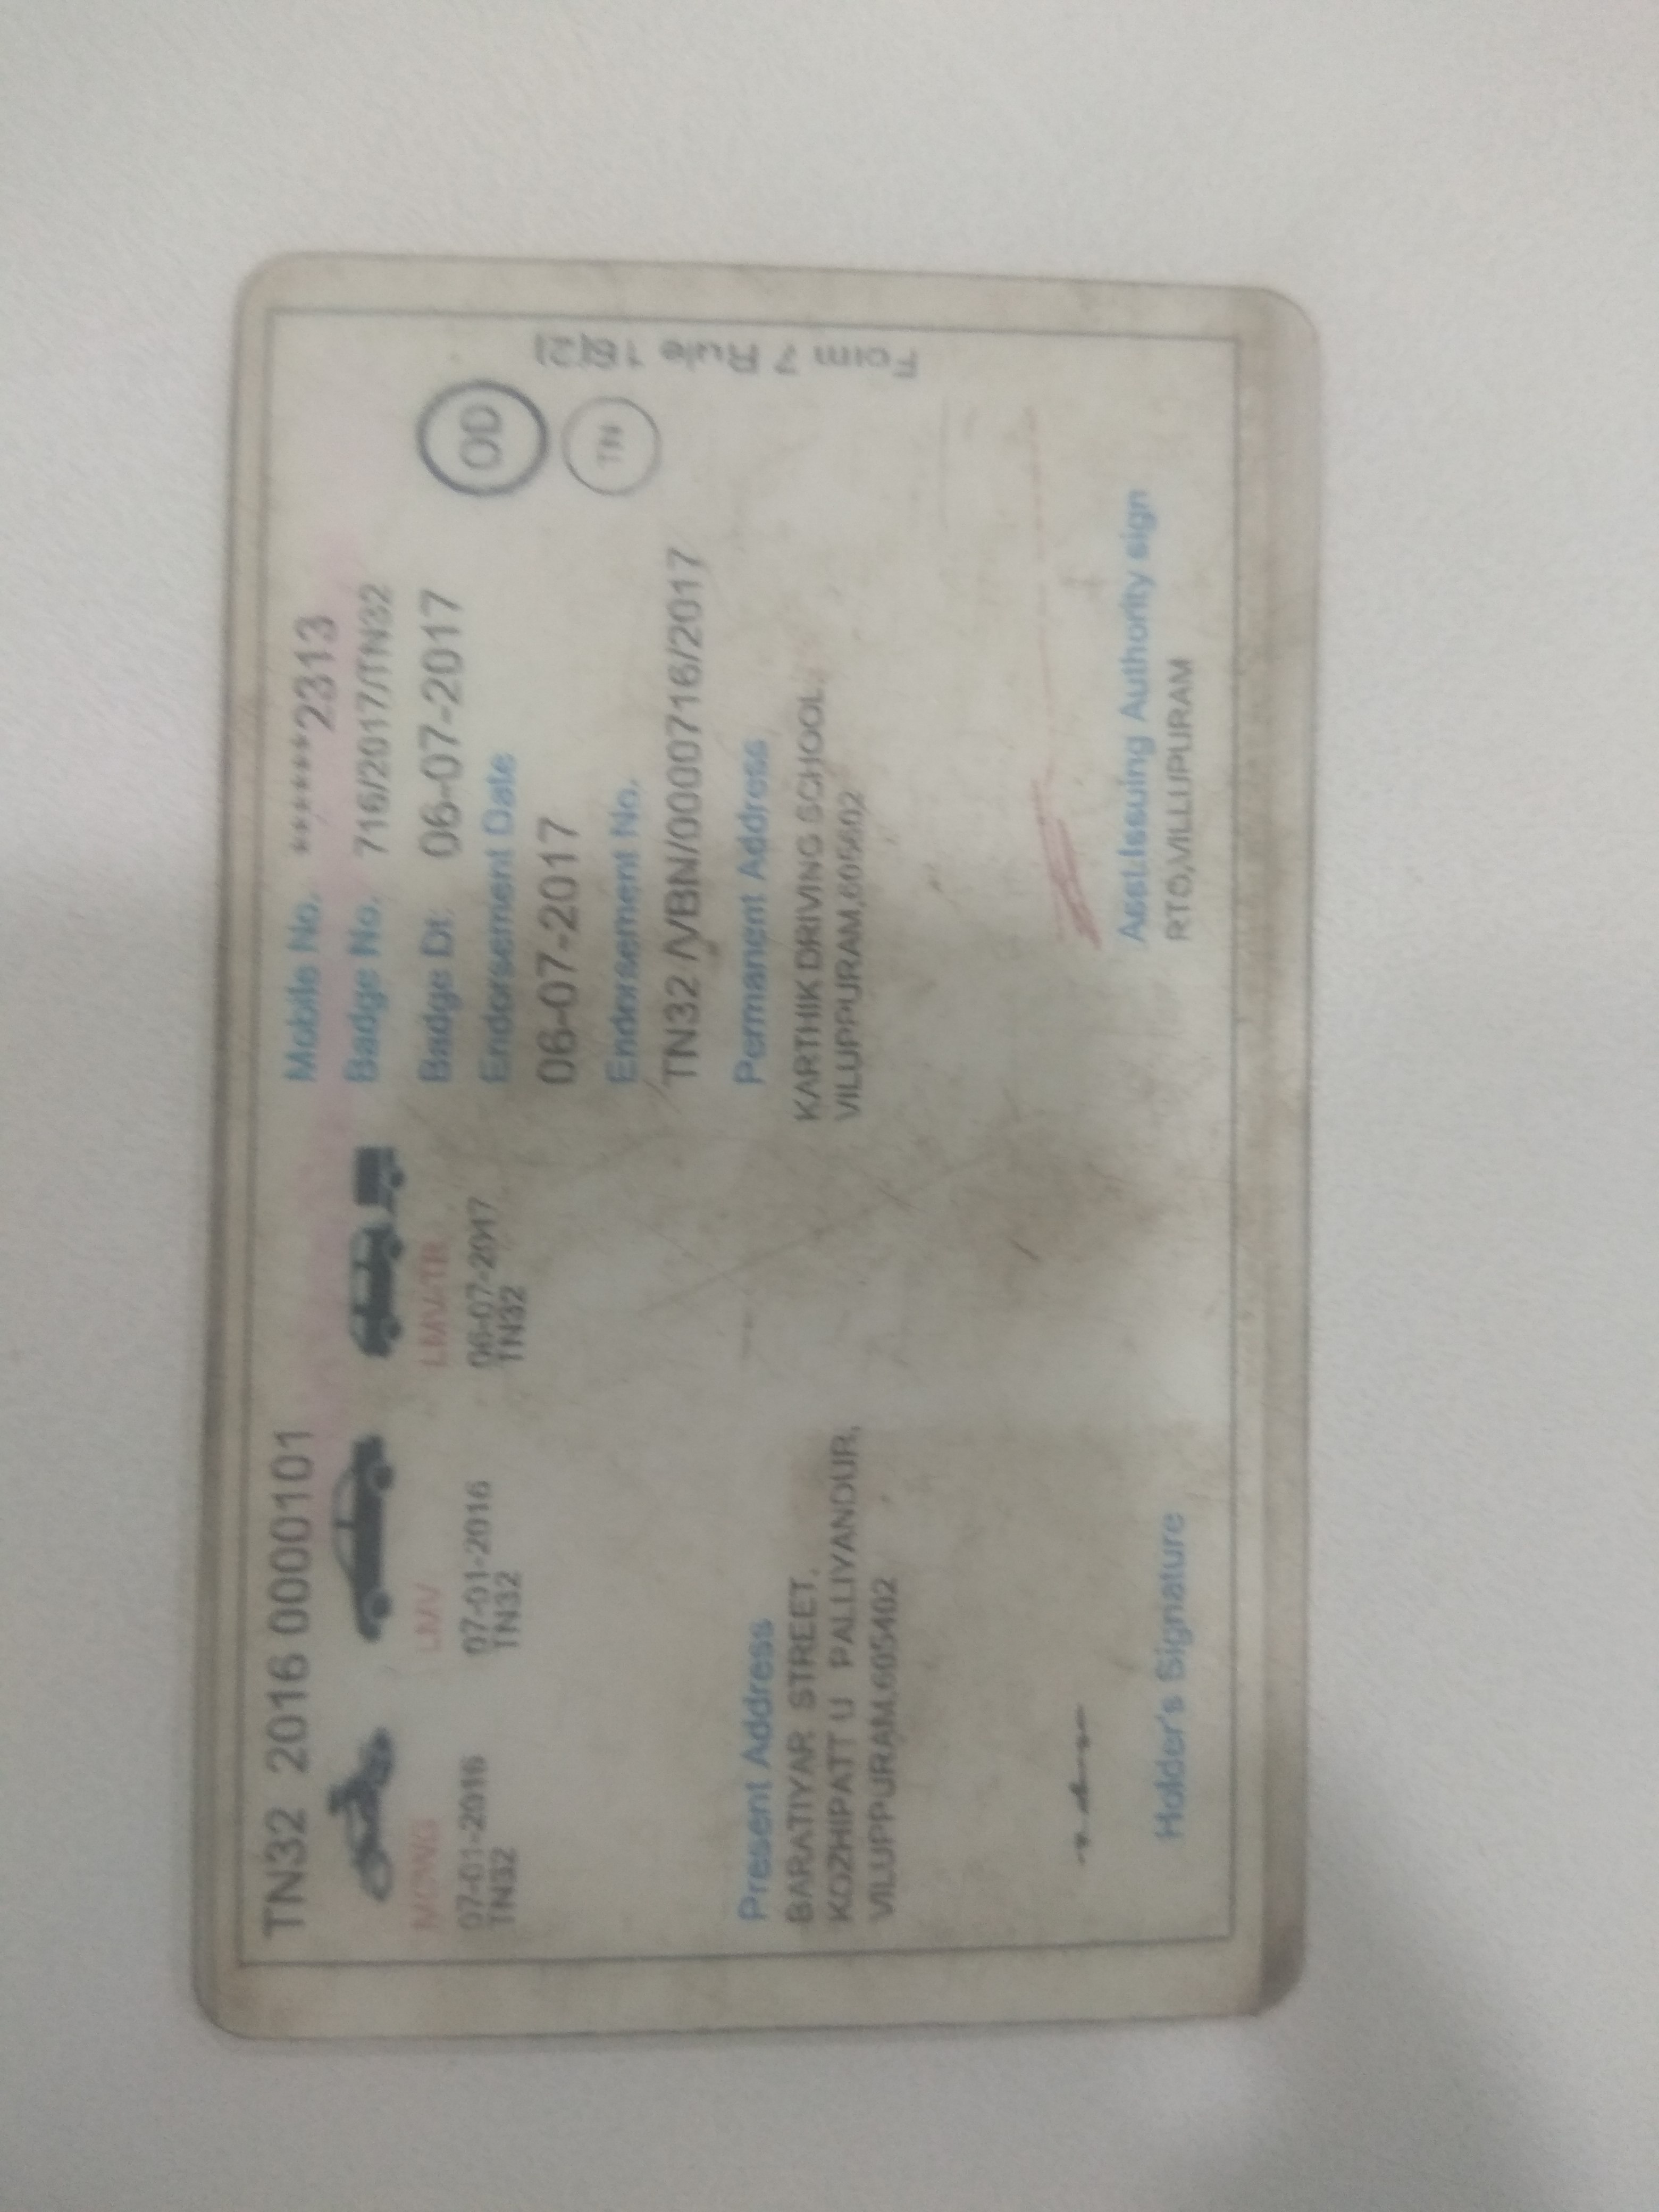 TN32 2016 0000101
MCWG
07-01-2016
TN32
LMV
07-01-2016
TN32
LMV-TR
06-07-2017
TN32
Mobile No. ******2313
Badge No. 716/2017/TN32
Badge Dt. 06-07-2017
Endorsement Date
06-07-2017
Endorsement No.
TN32 /VBN/0000716/2017
OD
TN
Form 7 Rule 16(2)
Present Address
BARATIYAR STREET,
KOZHIPATT U PALLIYANDUR,
VILUPPURAM,605402
Permanent Address
KARTHIK DRIVING SCHOOL,
VILUPPURAM,605602
Holder's Signature
Asst.Issuing Authority sign
RTO,VILLUPURAM